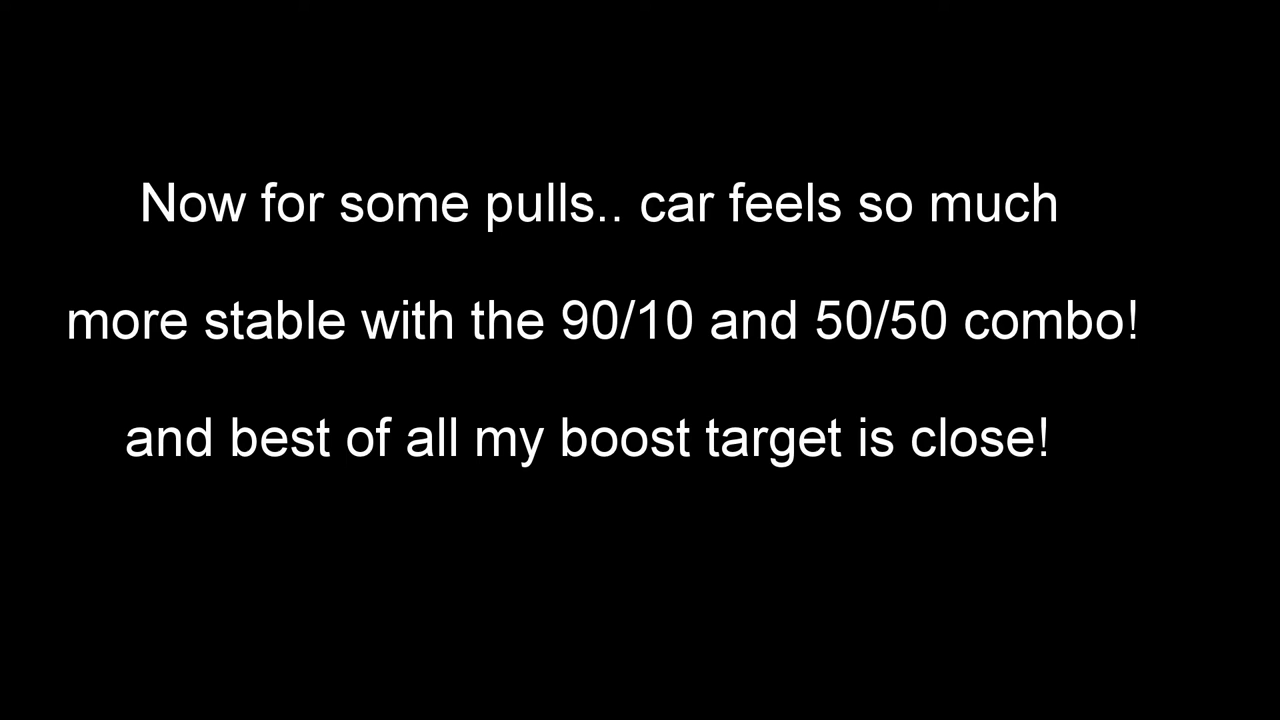 Now for some pulls.. car feels so much
more stable with the 90/10 and 50/50 combo!
and best of all my boost target is close!